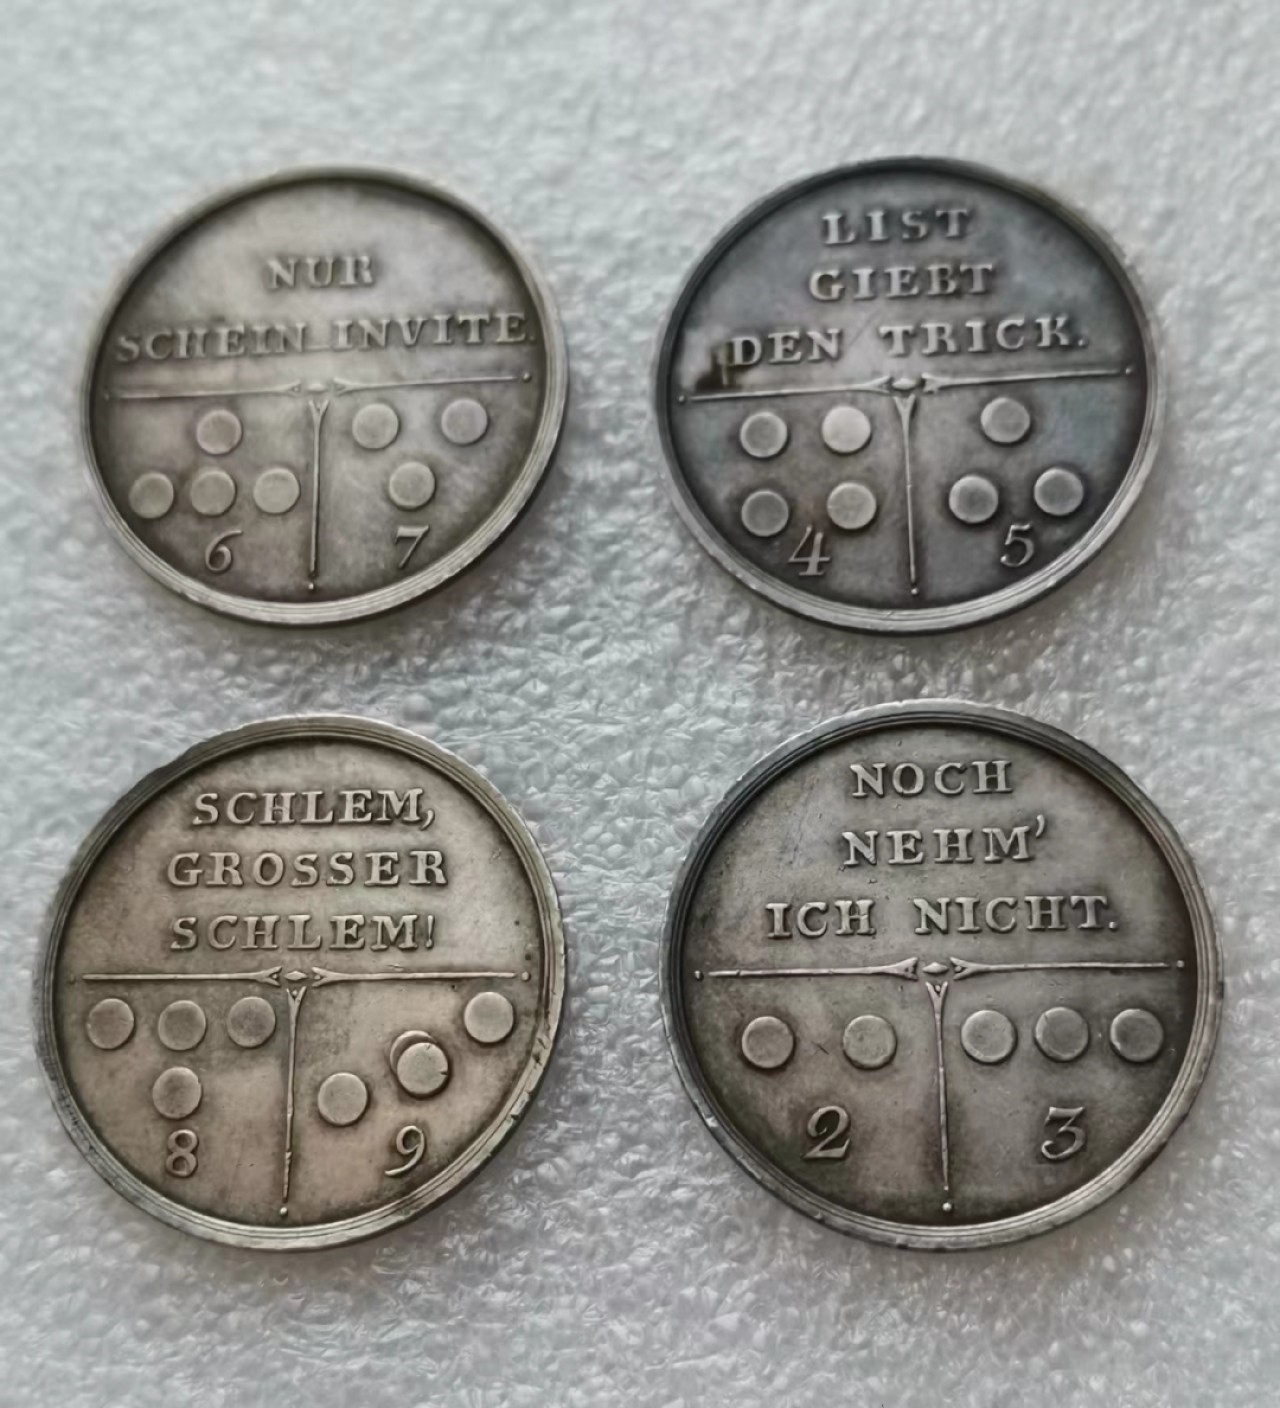 NUR
SCHEIN INVITE.
6 7
LIST
GIEBT
DEN TRICK.
4 5
SCHLEM,
GROSSER
SCHLEM!
8 9
NOCH
NEHM'
ICH NICHT.
2 3